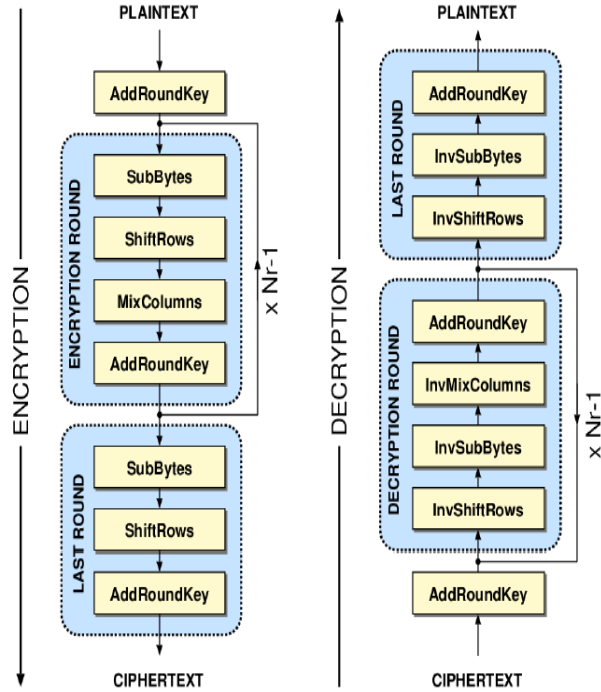 PLAINTEXT
AddRoundKey
SubBytes
ShiftRows
MixColumns
AddRoundKey
ENCRYPTION ROUND
x Nr-1
SubBytes
ShiftRows
AddRoundKey
LAST ROUND
CIPHERTEXT
ENCRYPTION
PLAINTEXT
AddRoundKey
InvSubBytes
InvShiftRows
LAST ROUND
AddRoundKey
InvMixColumns
InvSubBytes
InvShiftRows
DECRYPTION ROUND
x Nr-1
AddRoundKey
CIPHERTEXT
DECRYPTION